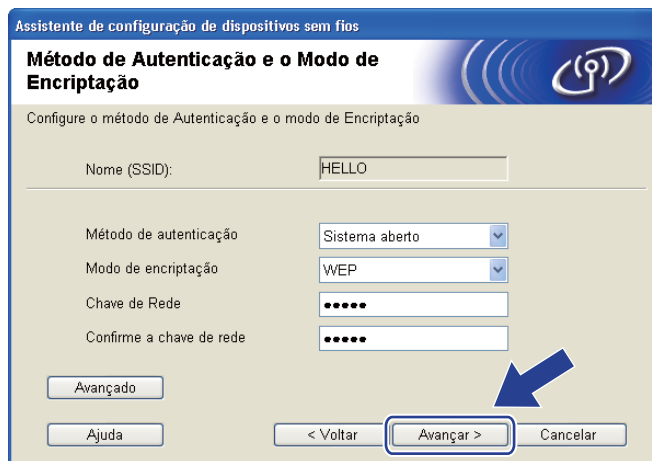 Assistente de configuração de dispositivos sem fios
Método de Autenticação e o Modo de
Encriptação
Configure o método de Autenticação e o modo de Encriptação
Nome (SSID): HELLO
Método de autenticação Sistema aberto
Modo de encriptação WEP
Chave de Rede •••••
Confirme a chave de rede •••••
Avançado
Ajuda < Voltar Avançar > Cancelar